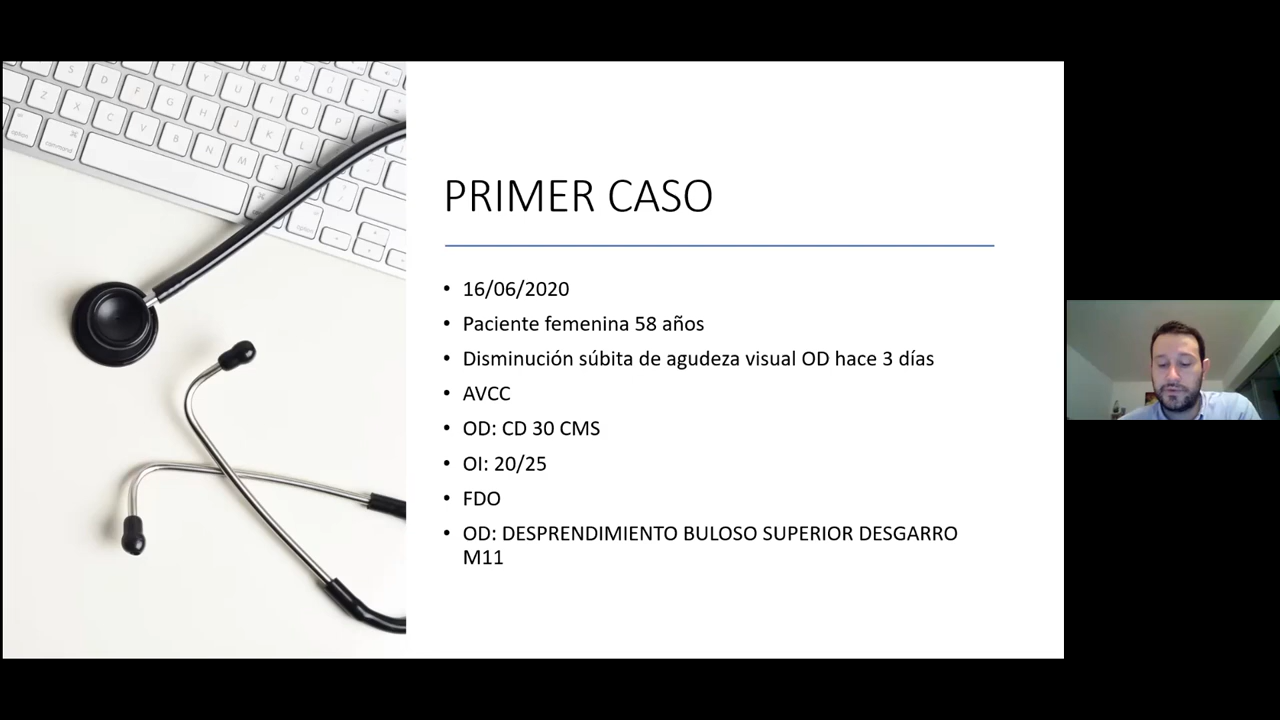 PRIMER CASO
• 16/06/2020
• Paciente femenina 58 años
• Disminución súbita de agudeza visual OD hace 3 días
• AVCC
• OD: CD 30 CMS
• OI: 20/25
• FDO
• OD: DESPRENDIMIENTO BULOSO SUPERIOR DESGARRO
M11